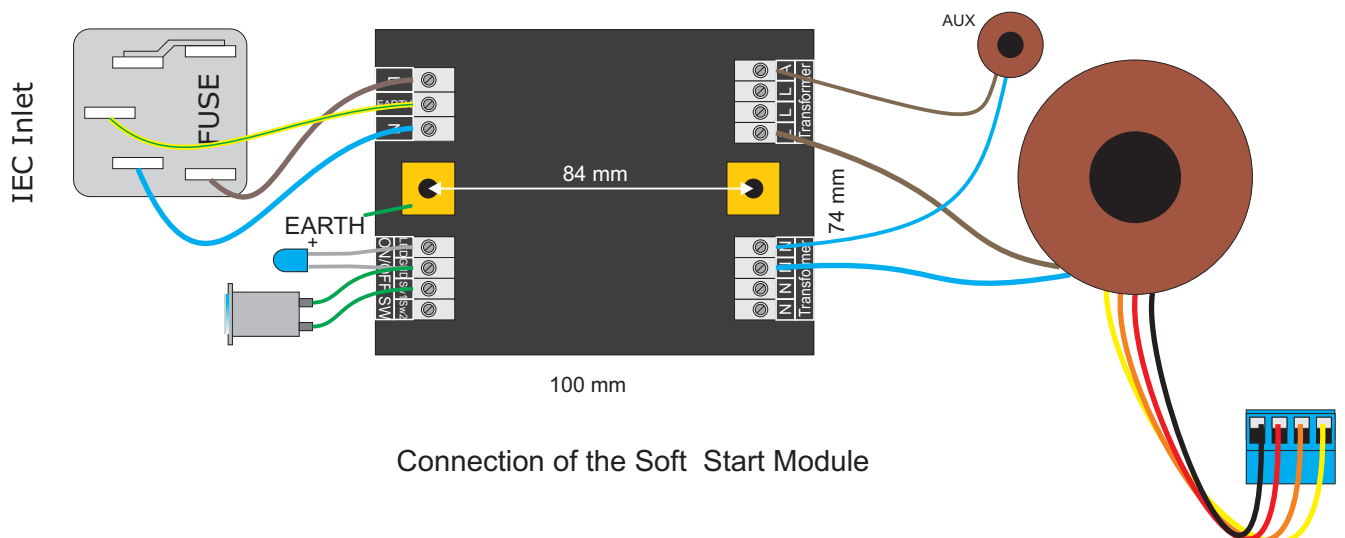 IEC Inlet
FUSE
L
EARTH
N
EARTH
+
ON/OFF SW
84 mm
74 mm
100 mm
A
L
L
L
Transformer
N
N
N
N
Transformer
AUX
Connection of the Soft Start Module